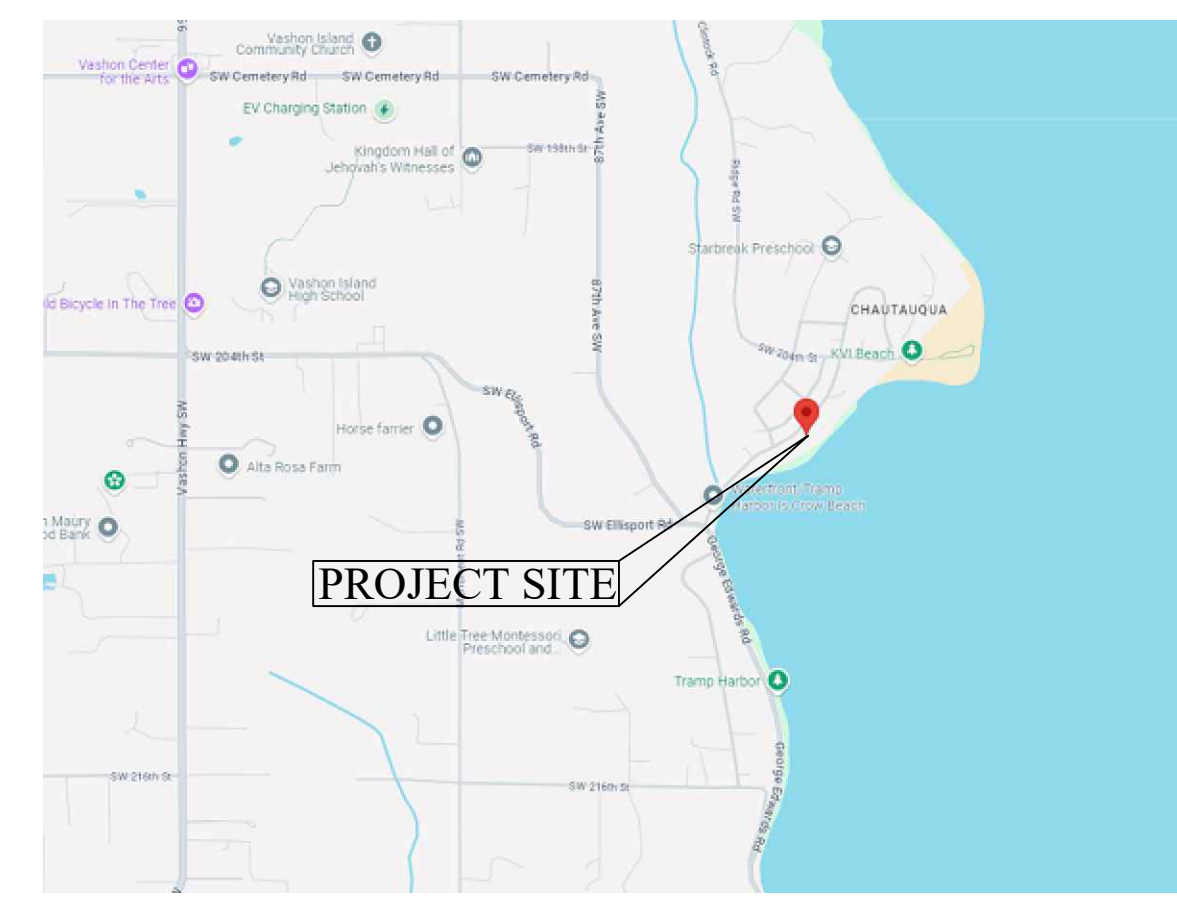 Vashon Island
Community Church
Vashon Center
for the Arts
SW Cemetery Rd
SW Cemetery Rd
SW Cemetery Rd
EV Charging Station
87th Ave SW
Kingdom Hall of
Jehovah's Witnesses
SW 198th St
Ridge Rd SW
Starbreak Preschool
Vashon Island
High School
ld Bicycle In The Tree
87th Ave SW
CHAUTAUQUA
SW 204th St
SW 204th St
KVI Beach
SW Ellisport Rd
Horse farrier
Vashon Hwy SW
Alta Rosa Farm
Waterfront/Tramp
Harbor Is Crow Beach
n Maury
od Bank
SW Ellisport Rd
PROJECT SITE
George Edwards Rd
Little Tree Montessori
Preschool and...
Tramp Harbor
SW 216th St
SW 216th St
George Edwards Rd